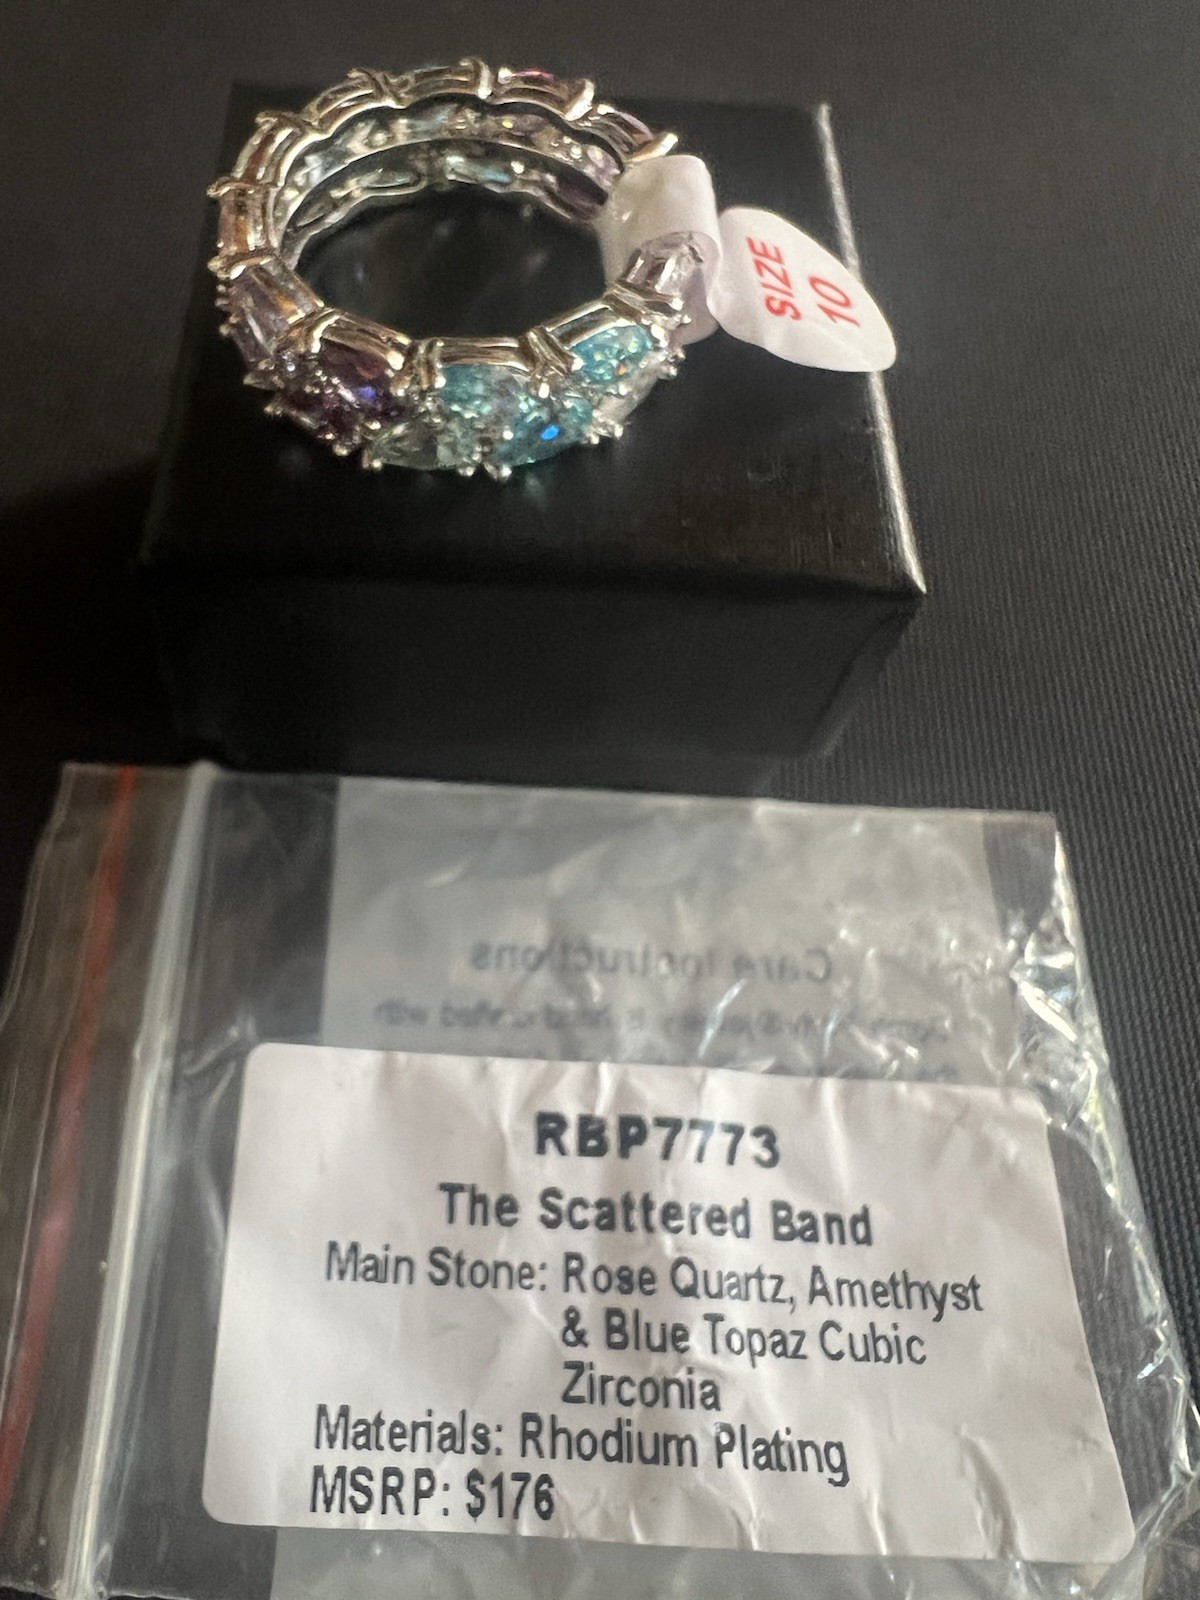 SIZE
10
Care Instructions
RBP7773
The Scattered Band
Main Stone: Rose Quartz, Amethyst
& Blue Topaz Cubic
Zirconia
Materials: Rhodium Plating
MSRP: $176